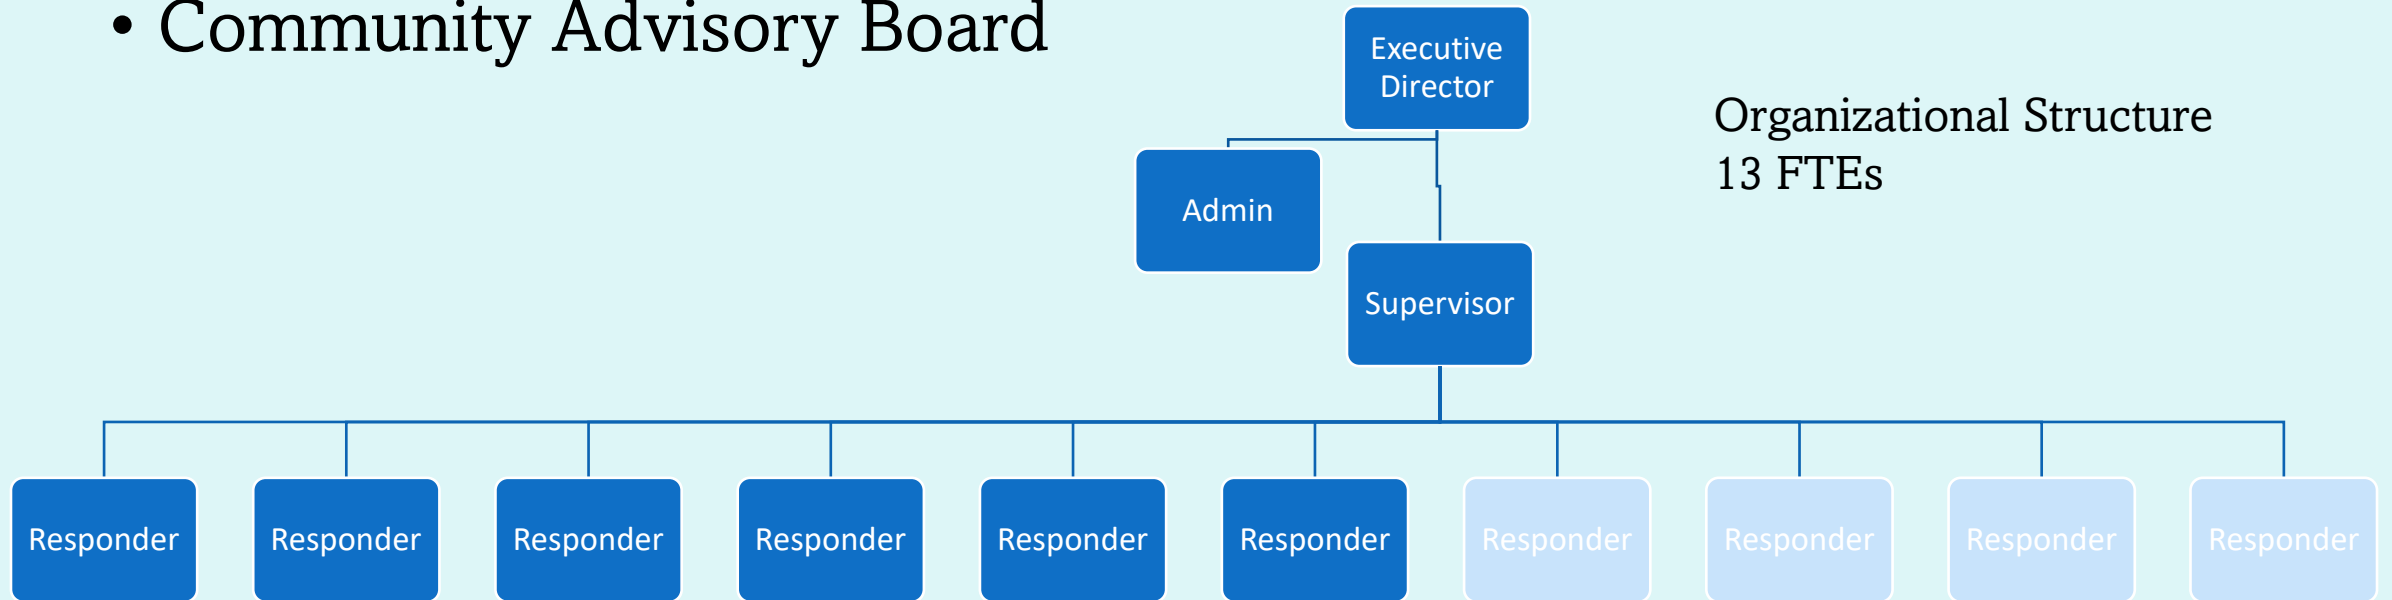 • Community Advisory Board
Executive
Director
Organizational Structure
13 FTEs
Admin
Supervisor
Responder
Responder
Responder
Responder
Responder
Responder
Responder
Responder
Responder
Responder